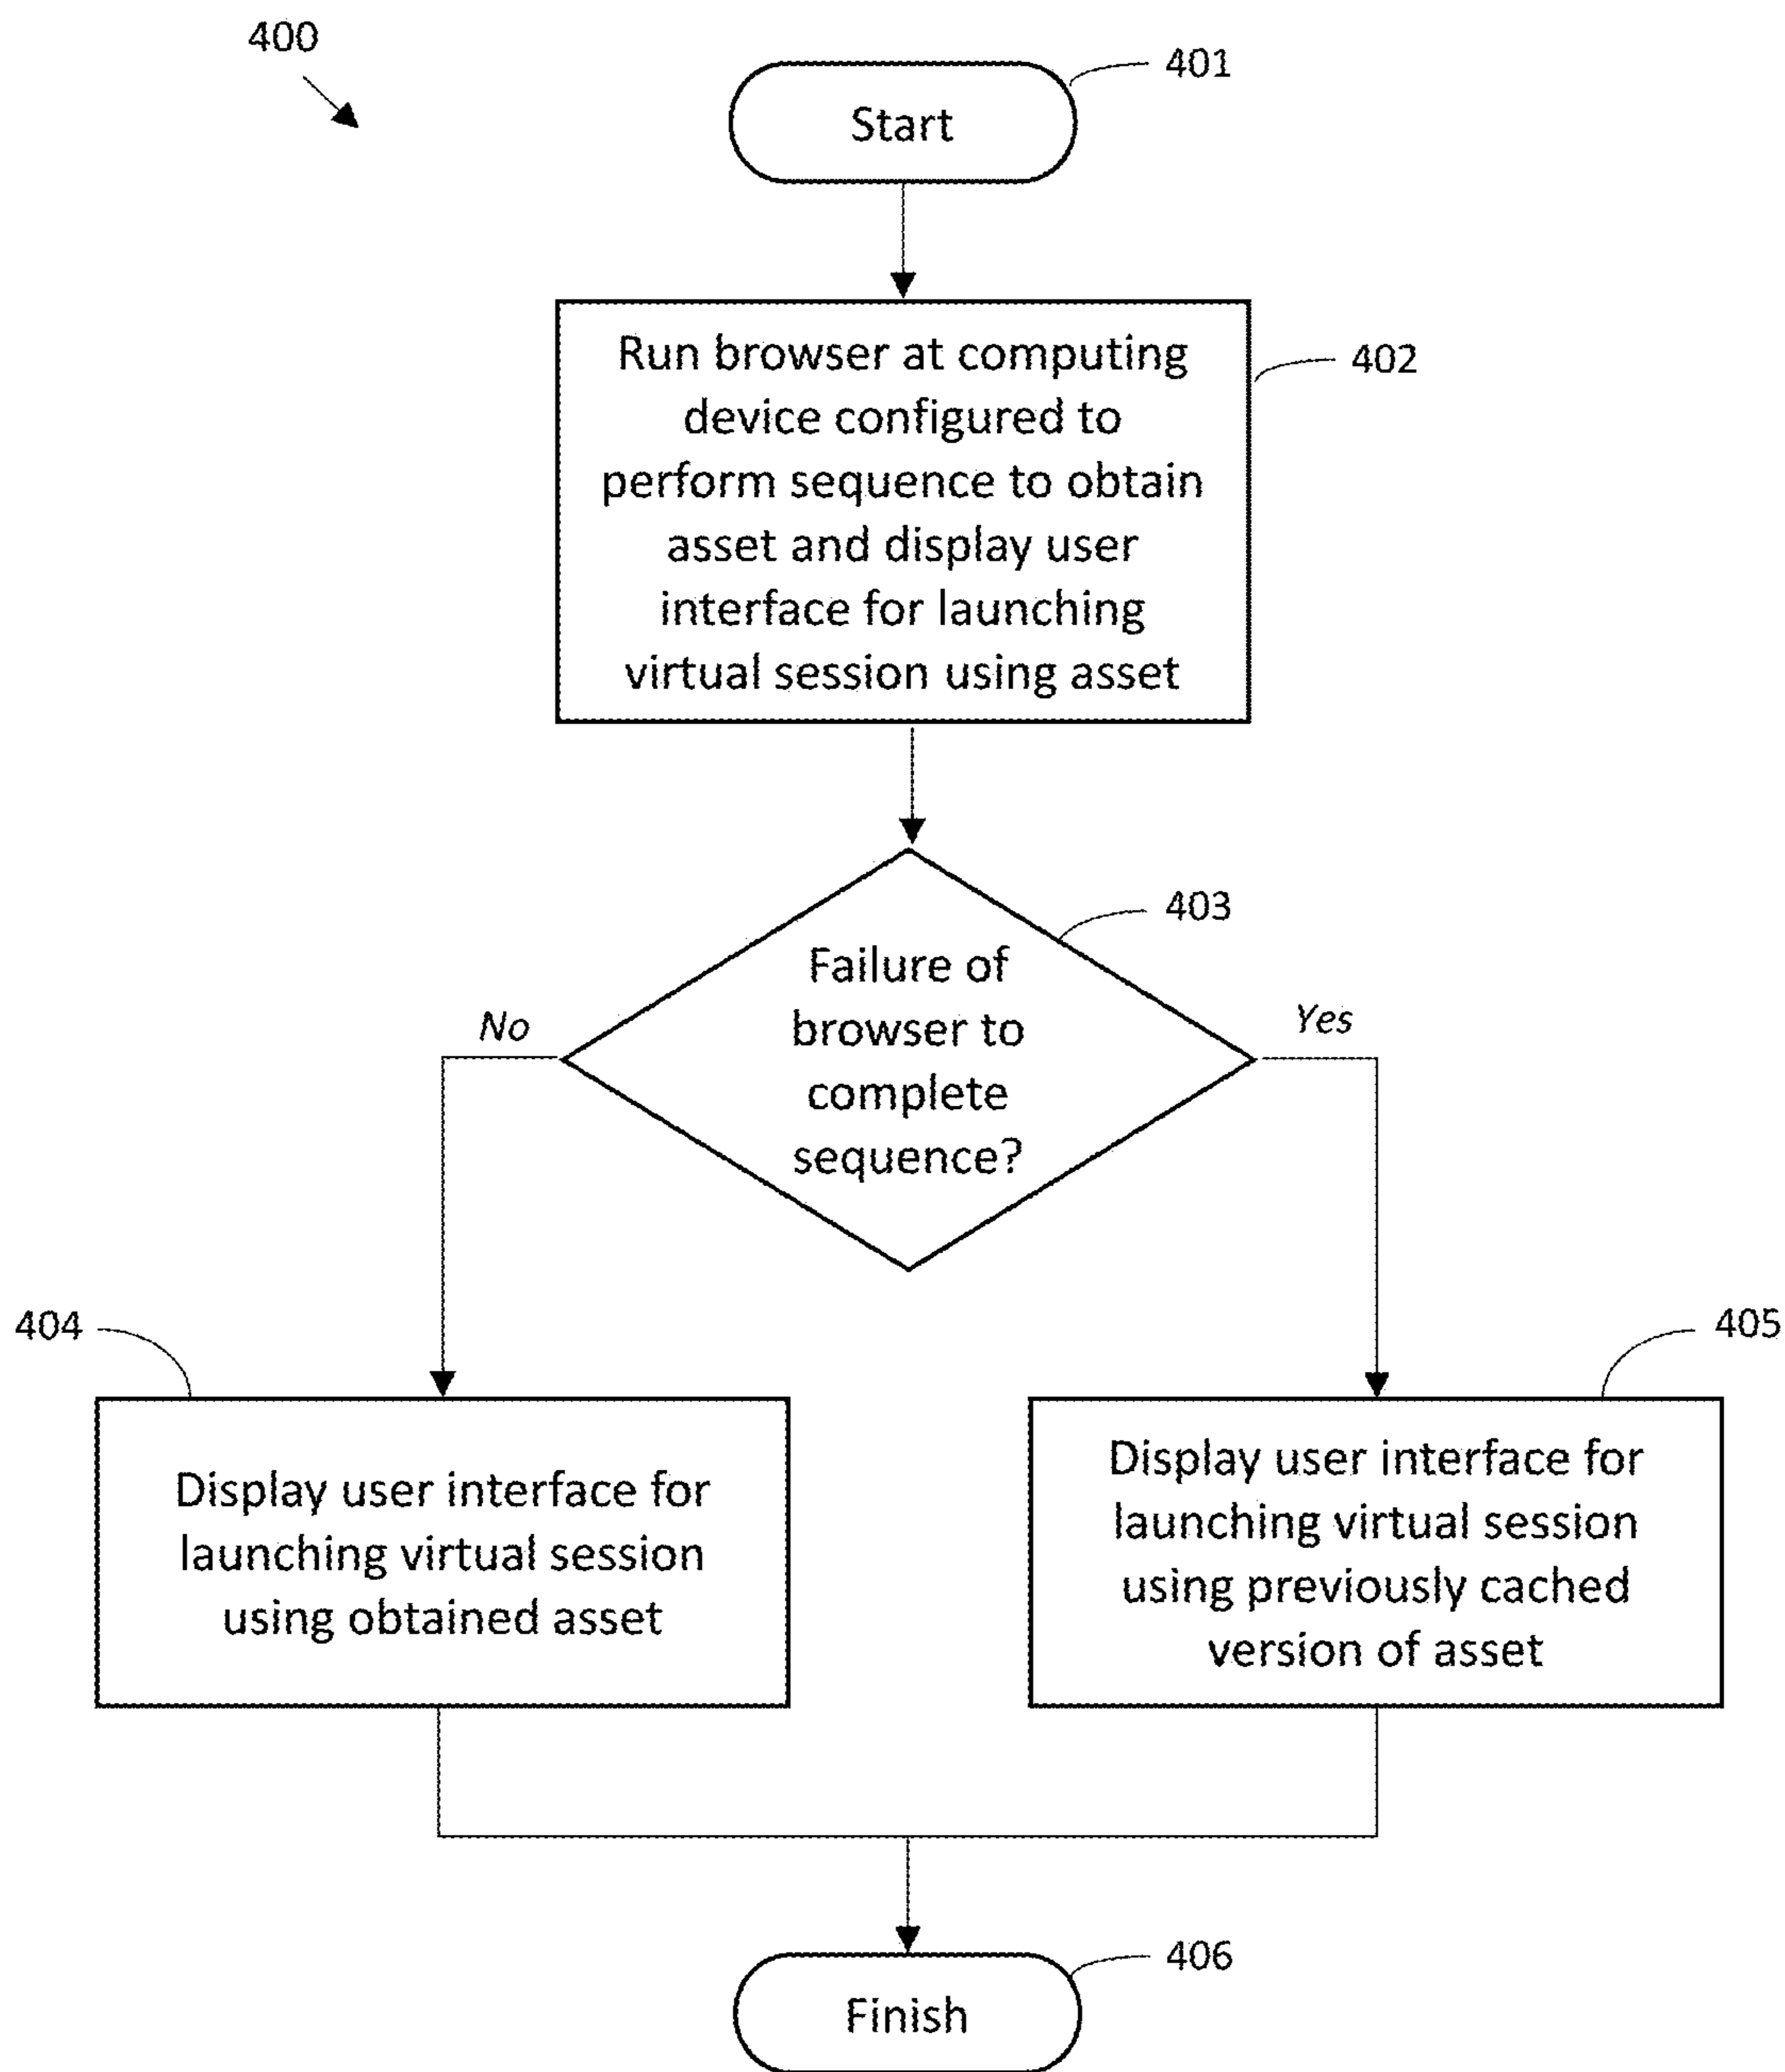 400
401
Start
Run browser at computing
device configured to
perform sequence to obtain
asset and display user
interface for launching
virtual session using asset
402
403
Failure of
browser to
complete
sequence?
No
Yes
404
405
Display user interface for
launching virtual session
using obtained asset
Display user interface for
launching virtual session
using previously cached
version of asset
406
Finish